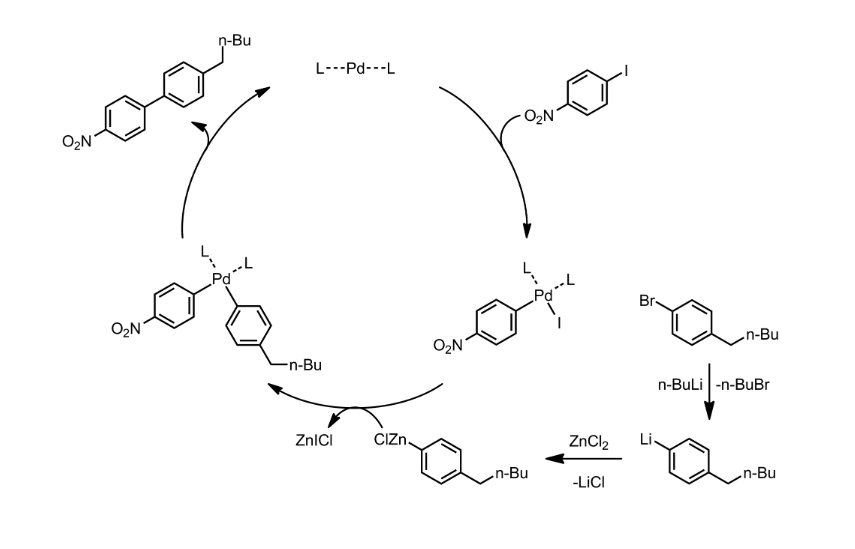 n-Bu
L---Pd---L
I
O₂N
O₂N
L
L
Pd
O₂N
n-Bu
L
L
Pd
I
O₂N
Br
n-Bu
n-BuLi
-n-BuBr
ZnICl
ClZn
n-Bu
ZnCl₂
-LiCl
Li
n-Bu